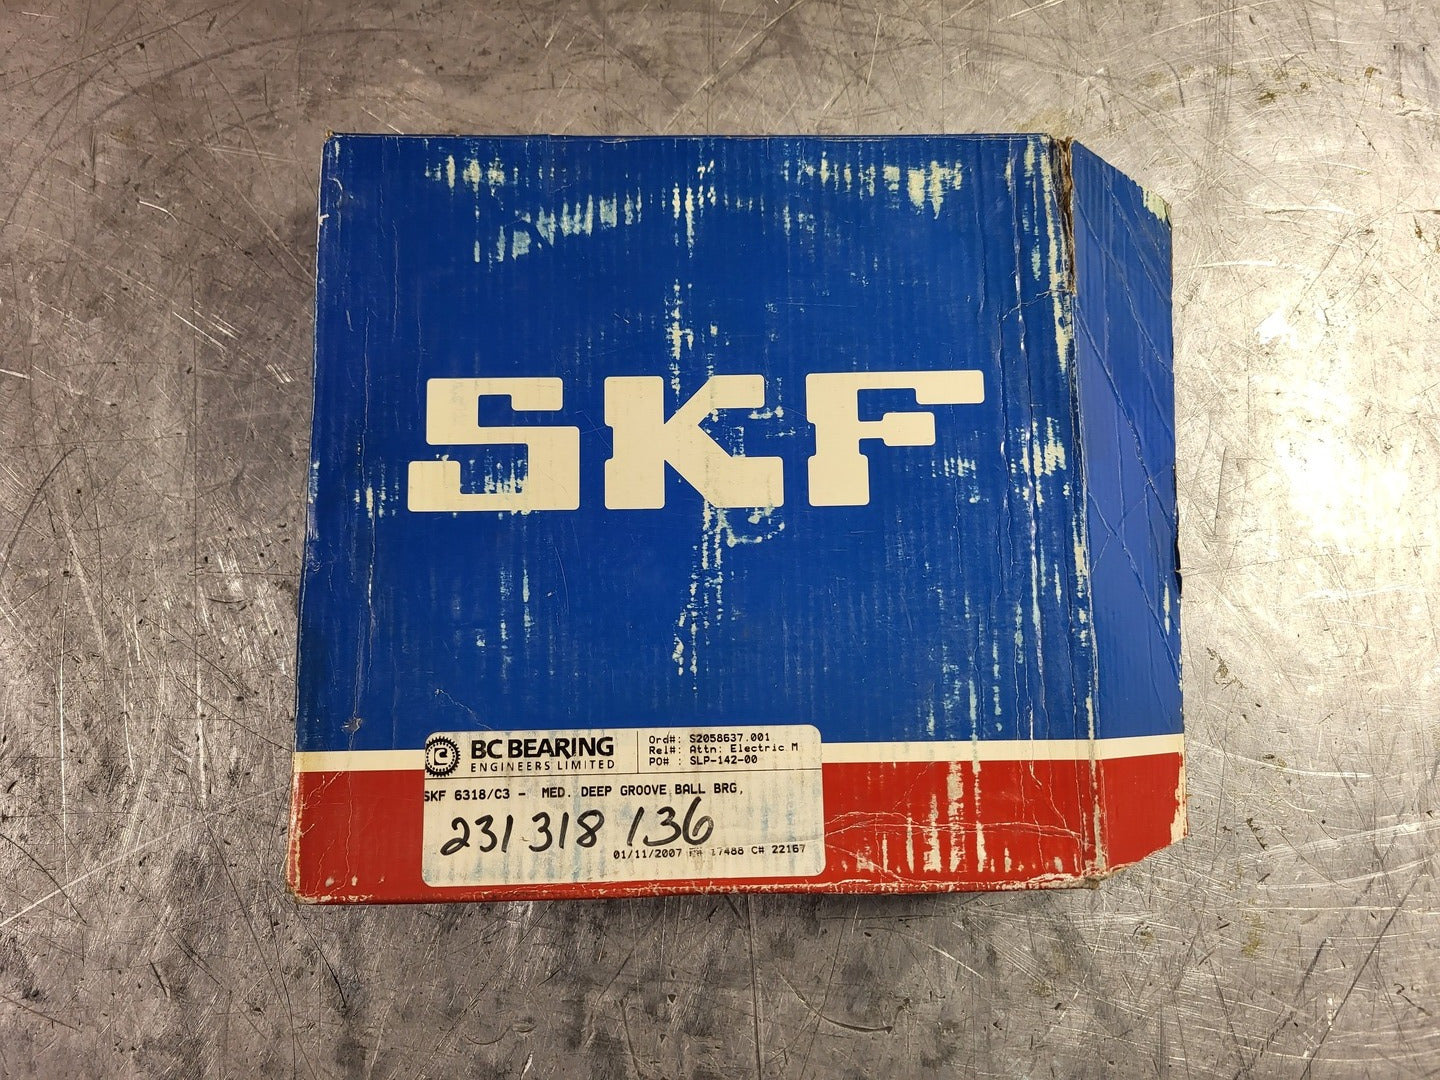 SKF
BC BEARING
ENGINEERS LIMITED
Ord#: S2058637.001
Rel#: Attn: Electric M
PO# : SLP-142-00
SKF 6318/C3 - MED. DEEP GROOVE BALL BRG,
231318136
01/11/2007 17488 C# 22167